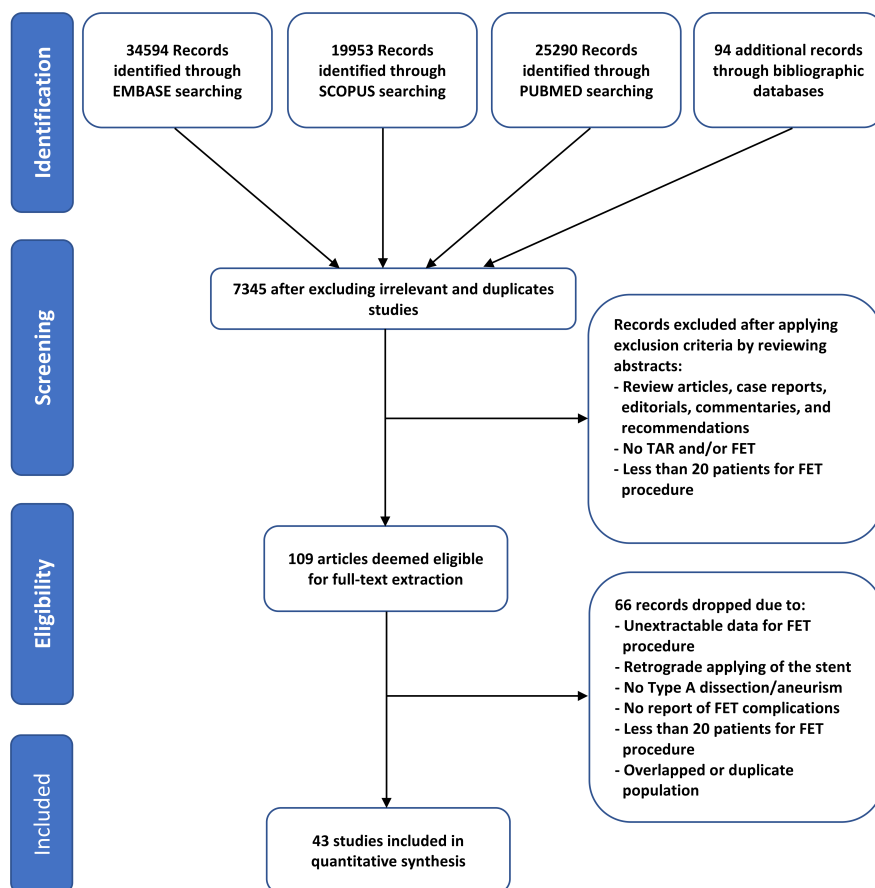 Identification
34594 Records
identified through
EMBASE searching
19953 Records
identified through
SCOPUS searching
25290 Records
identified through
PUBMED searching
94 additional records
through bibliographic
databases
Screening
7345 after excluding irrelevant and duplicates
studies
Records excluded after applying
exclusion criteria by reviewing
abstracts:
- Review articles, case reports,
editorials, commentaries, and
recommendations
- No TAR and/or FET
- Less than 20 patients for FET
procedure
Eligibility
109 articles deemed eligible
for full-text extraction
66 records dropped due to:
- Unextractable data for FET
procedure
- Retrograde applying of the stent
- No Type A dissection/aneurism
- No report of FET complications
- Less than 20 patients for FET
procedure
- Overlapped or duplicate
population
Included
43 studies included in
quantitative synthesis